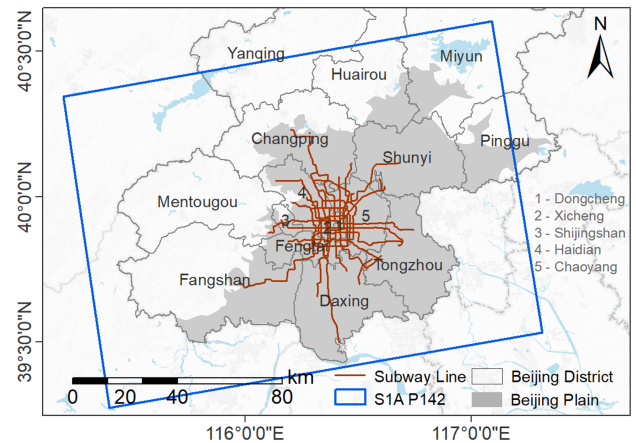 N
40°30'0"N
40°0'0"N
39°30'0"N
Yanqing
Huairou
Miyun
Changping
Shunyi
Pinggu
Mentougou
4
5
3
2
1
Fengtai
Tongzhou
Fangshan
Daxing
1 - Dongcheng
2 - Xicheng
3 - Shijingshan
4 - Haidian
5 - Chaoyang
km
0 20 40 80
Subway Line
Beijing District
S1A P142
Beijing Plain
116°0'0"E
117°0'0"E